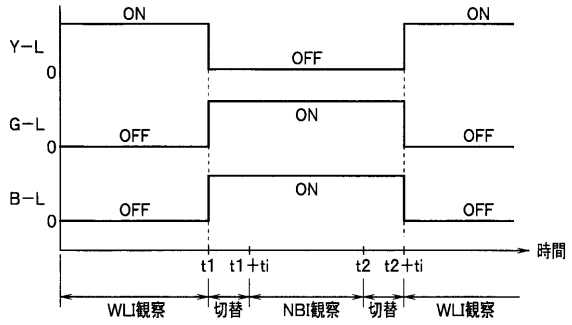 ON ON
Y-L
OFF
0
G-L
ON
OFF OFF
0
B-L
ON
OFF OFF
0
時間
t1 t1+ti t2 t2+ti
WLI観察 切替 NBI観察 切替 WLI観察